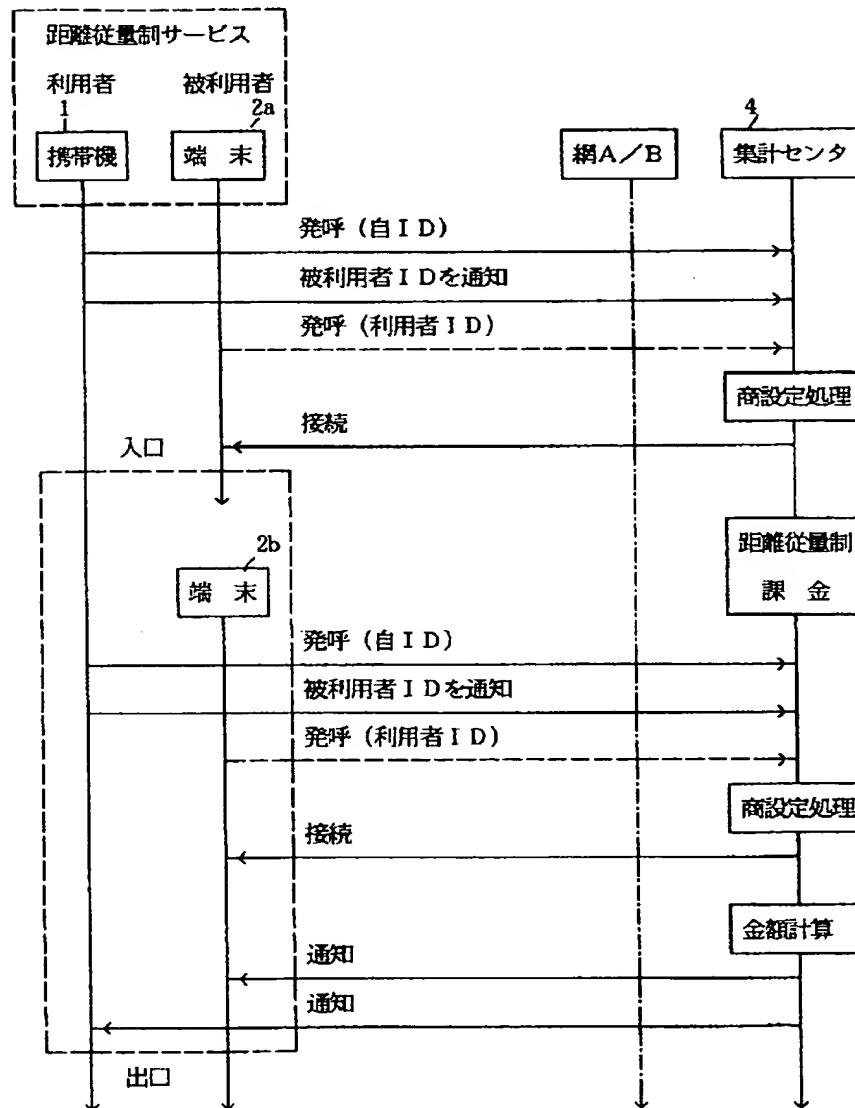 距離従量制サービス
利用者 被利用者
1 2a 4
携帯機 端 末 網A/B 集計センタ
発呼(自ID)
被利用者IDを通知
発呼(利用者ID)
商設定処理
接続
入口
距離従量制
課 金
2b
端 末
発呼(自ID)
被利用者IDを通知
発呼(利用者ID)
商設定処理
接続
金額計算
通知
通知
出口